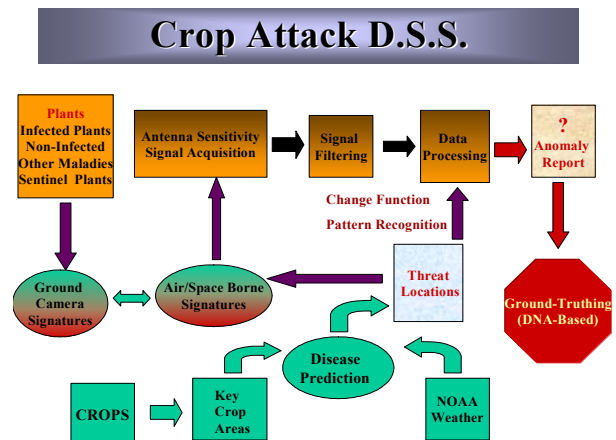 Crop Attack D.S.S.
Plants
Infected Plants
Non-Infected
Other Maladies
Sentinel Plants
Antenna Sensitivity
Signal Acquisition
Signal
Filtering
Data
Processing
?
Anomaly
Report
Change Function
Pattern Recognition
Ground
Camera
Signatures
Air/Space Borne
Signatures
Threat
Locations
Ground-Truthing
(DNA-Based)
Disease
Prediction
CROPS
Key
Crop
Areas
NOAA
Weather